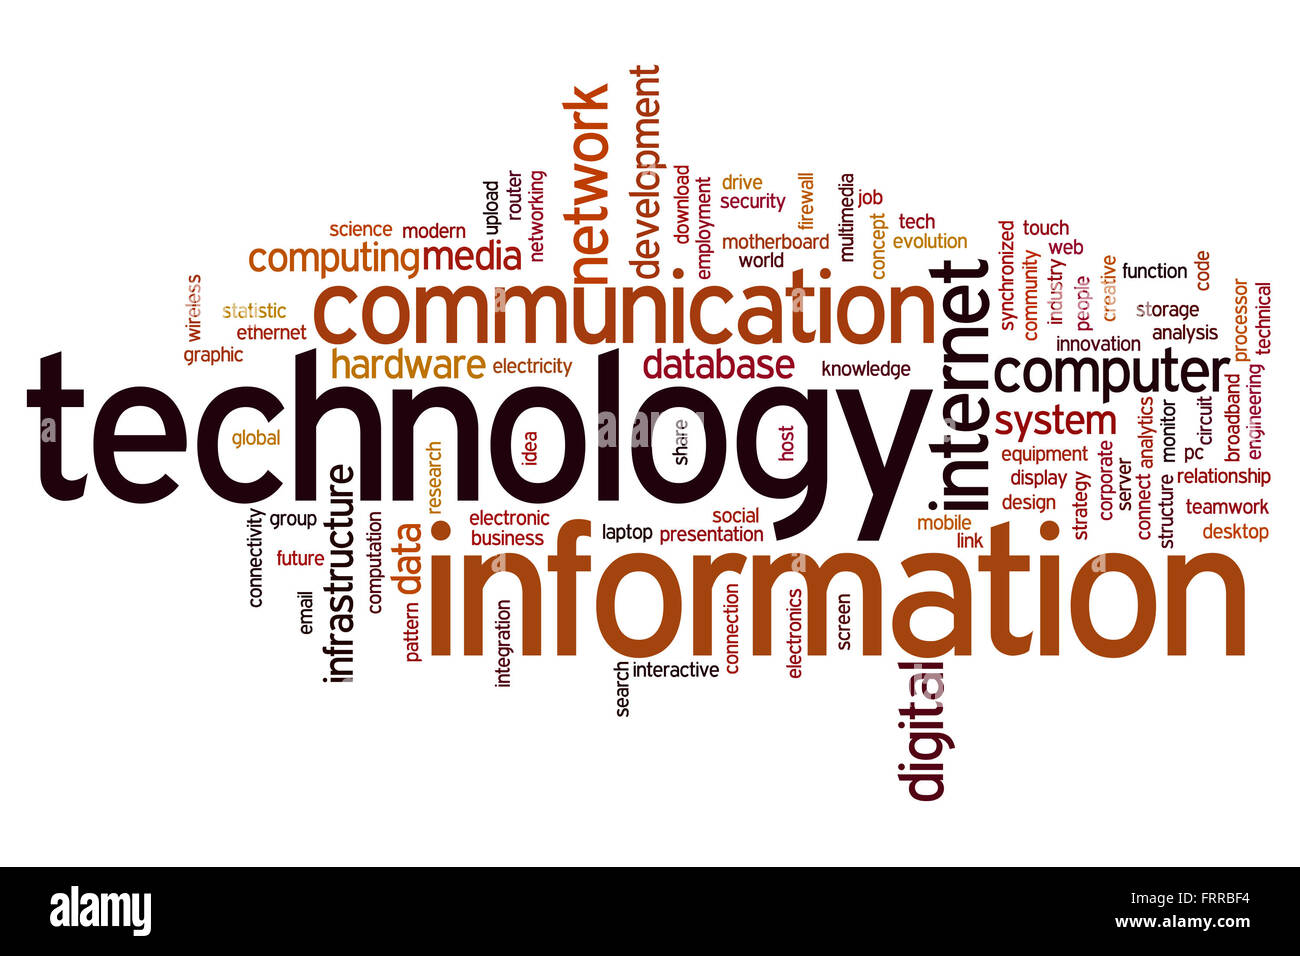 network
development
science
modern
upload
router
networking
download
employment
drive
security
firewall
multimedia
job
concept
tech
evolution
motherboard
world
computing
media
synchronized
touch
community
industry
web
people
creative
function
code
wireless
statistic
ethernet
graphic
communication
internet
storage
analysis
innovation
processor
technical
hardware
electricity
database
knowledge
computer
technology
global
research
idea
share
host
system
equipment
display
design
strategy
corporate
server
connect analytics
structure monitor
pc
circuit
broadband
engineering
relationship
teamwork
desktop
connectivity
group
future
email
infrastructure
computation
data
pattern
electronic
business
laptop
social
presentation
mobile
link
information
integration
search
interactive
connection
electronics
screen
digital
alamy stock photo
FRRBF4
www.alamy.com